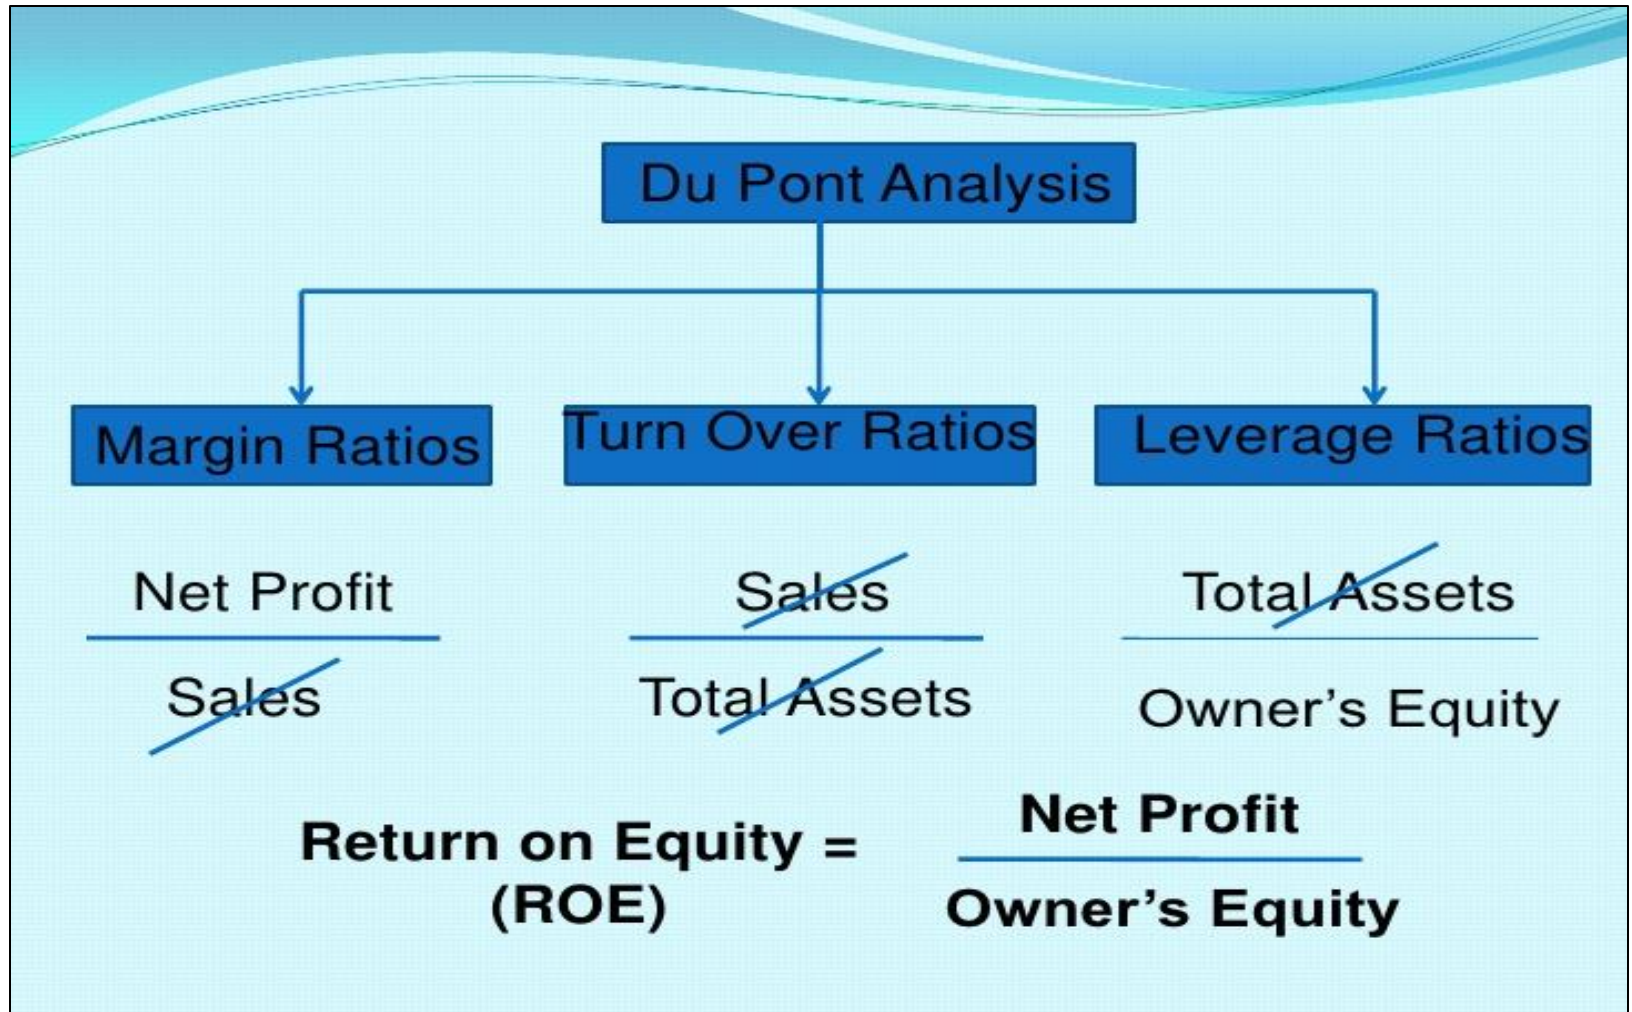 Du Pont Analysis
Margin Ratios
Turn Over Ratios
Leverage Ratios
Net Profit
Sales
Sales
Total Assets
Total Assets
Owner’s Equity
Return on Equity =
(ROE)
Net Profit
Owner’s Equity